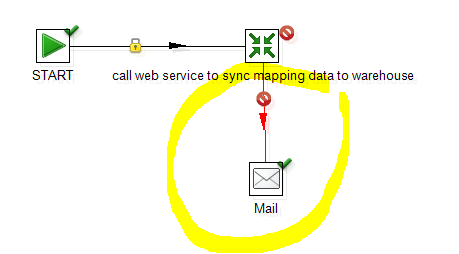 START
call web service to sync mapping data to warehouse
Mail